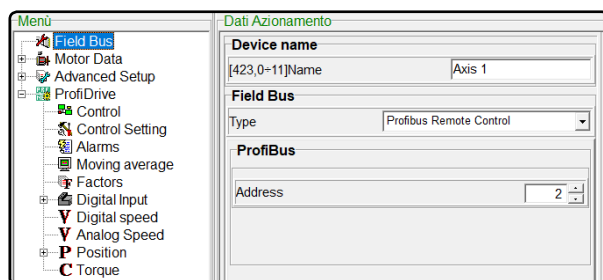 Menù
Field Bus
Motor Data
Advanced Setup
ProfiDrive
Control
Control Setting
Alarms
Moving average
Factors
Digital Input
V Digital speed
V Analog Speed
P Position
C Torque
Dati Azionamento
Device name
[423,0÷11]Name Axis 1
Field Bus
Type Profibus Remote Control
ProfiBus
Address 2